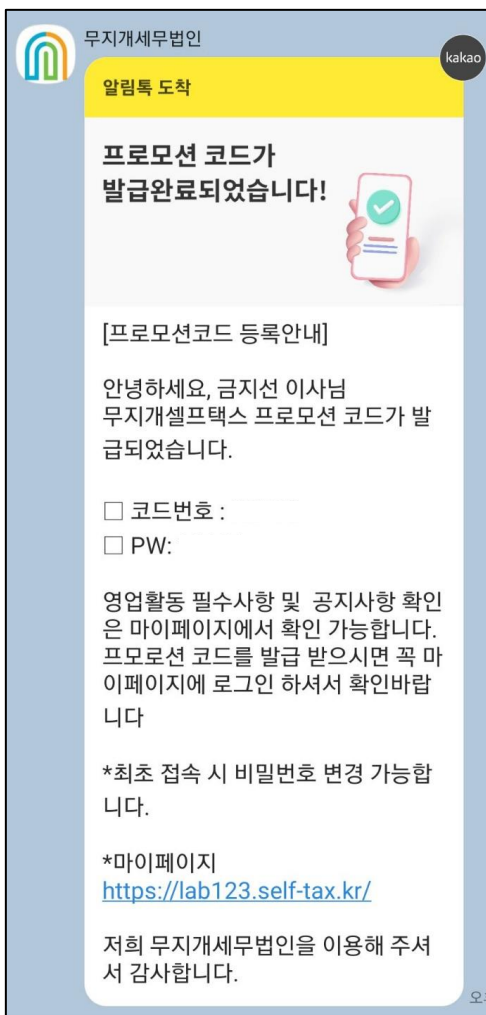 무지개세무법인
kakao
알림톡 도착
프로모션 코드가
발급완료되었습니다!
[프로모션코드 등록안내]
안녕하세요, 금지선 이사님
무지개셀프택스 프로모션 코드가 발
급되었습니다.
□ 코드번호 :
□ PW:
영업활동 필수사항 및  공지사항 확인
은 마이페이지에서 확인 가능합니다.
프모로션 코드를 발급 받으시면 꼭 마
이페이지에 로그인 하셔서 확인바랍
니다
*최초 접속 시 비밀번호 변경 가능합
니다.
*마이페이지
https://lab123.self-tax.kr/
저희 무지개세무법인을 이용해 주셔
서 감사합니다.